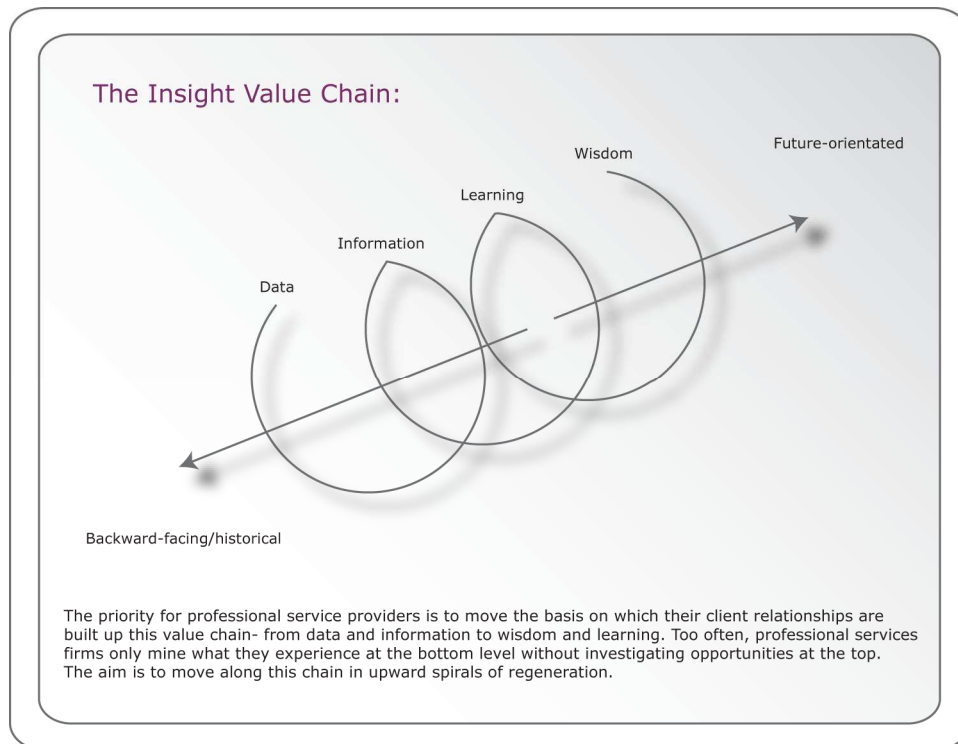 The Insight Value Chain:
Future-orientated
Wisdom
Learning
Information
Data
Backward-facing/historical
The priority for professional service providers is to move the basis on which their client relationships are
built up this value chain- from data and information to wisdom and learning. Too often, professional services
firms only mine what they experience at the bottom level without investigating opportunities at the top.
The aim is to move along this chain in upward spirals of regeneration.